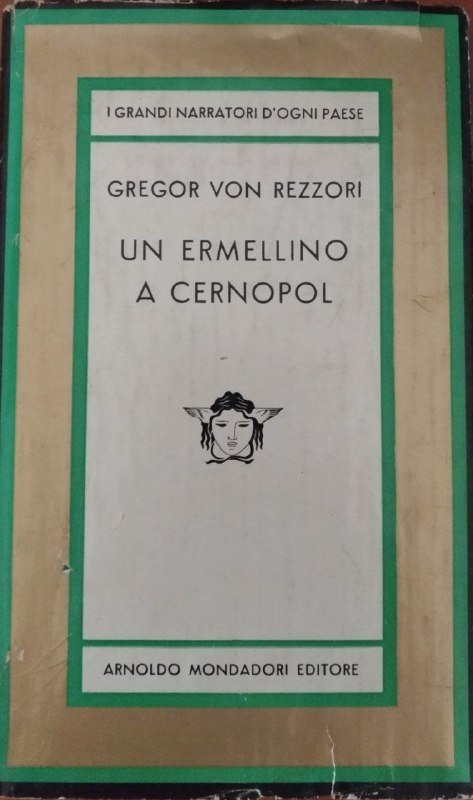 I GRANDI NARRATORI D'OGNI PAESE
GREGOR VON REZZORI
UN ERMELLINO
A CERNOPOL
ARNOLDO MONDADORI EDITORE